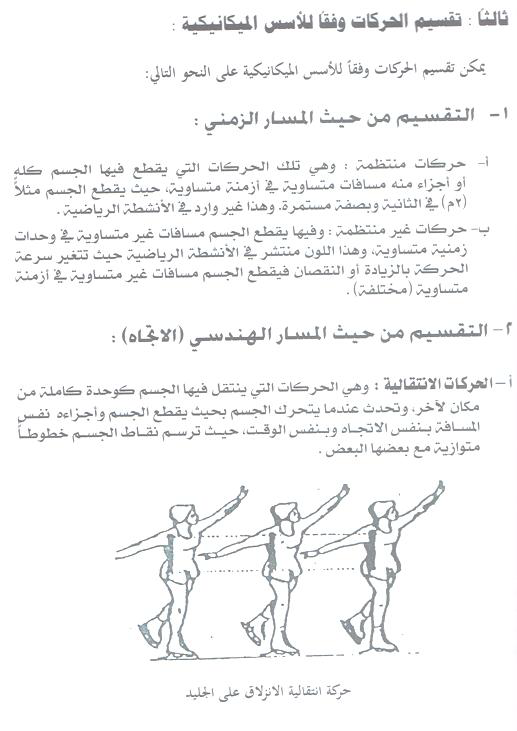 ثالثاً : تقسيم الحركات وفقاً للأسس الميكانيكية :
يمكن تقسيم الحركات وفقاً للأسس الميكانيكية على النحو التالي:
١- التقسيم من حيث المسار الزمني :
أ- حركات منتظمة : وهي تلك الحركات التي يقطع فيها الجسم كله
أو أجزاء منه مسافات متساوية في أزمنة متساوية، حيث يقطع الجسم مثلاً
(٢م) في الثانية وبصفة مستمرة، وهذا غير وارد في الأنشطة الرياضية .
ب- حركات غير منتظمة : وفيها يقطع الجسم مسافات غير متساوية في وحدات
زمنية متساوية، وهذا اللون منتشر في الأنشطة الرياضية حيث تتغير سرعة
الحركة بالزيادة أو النقصان فيقطع الجسم مسافات غير متساوية في أزمنة
متساوية (مختلفة) .
٢- التقسيم من حيث المسار الهندسي (الاتجاه) :
أ- الحركات الانتقالية : وهي الحركات التي ينتقل فيها الجسم كوحدة كاملة من
مكان لآخر، وتحدث عندما يتحرك الجسم بحيث يقطع الجسم وأجزاءه نفس
المسافة بنفس الاتجاه وبنفس الوقت، حيث ترسم نقاط الجسم خطوطاً
متوازية مع بعضها البعض .
حركة انتقالية الانزلاق على الجليد